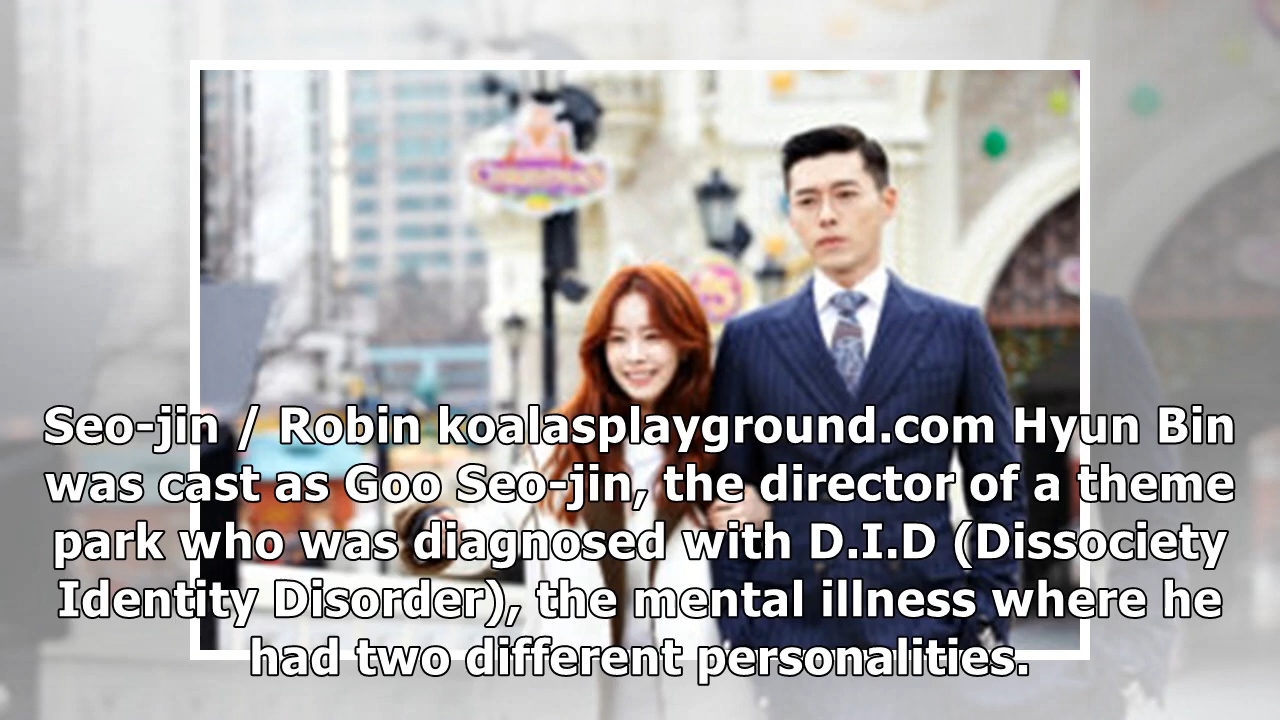 Seo-jin / Robin koalasplayground.com Hyun Bin
was cast as Goo Seo-jin, the director of a theme
park who was diagnosed with D.I.D (Dissociety
Identity Disorder), the mental illness where he
had two different personalities.